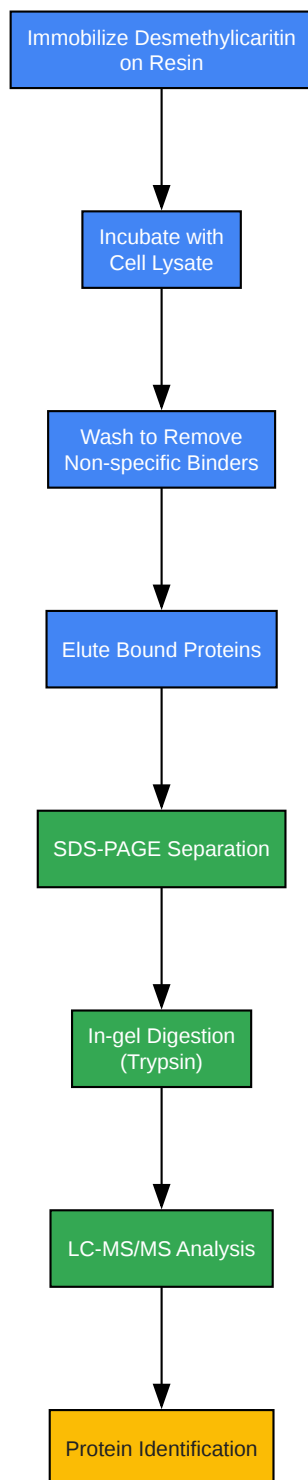 Immobilize Desmethylicaritin
on Resin
Incubate with
Cell Lysate
Wash to Remove
Non-specific Binders
Elute Bound Proteins
SDS-PAGE Separation
In-gel Digestion
(Trypsin)
LC-MS/MS Analysis
Protein Identification